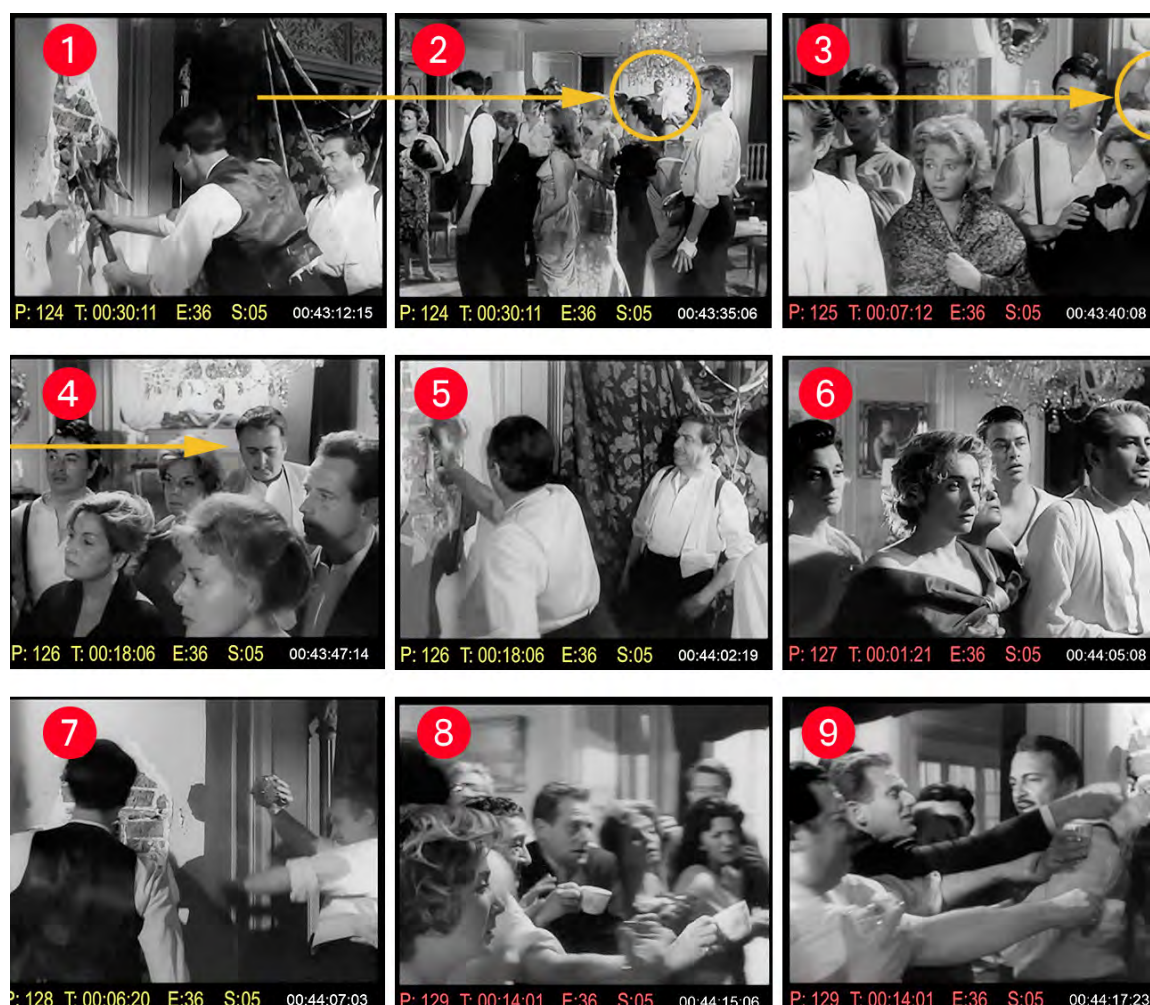 1
2
3
P: 124 T: 00:30:11 E:36 S:05 00:43:12:15
P: 124 T: 00:30:11 E:36 S:05 00:43:35:06
P: 125 T: 00:07:12 E:36 S:05 00:43:40:08
4
5
6
P: 126 T: 00:18:06 E:36 S:05 00:43:47:14
P: 126 T: 00:18:06 E:36 S:05 00:44:02:19
P: 127 T: 00:01:21 E:36 S:05 00:44:05:08
7
8
9
P: 128 T: 00:06:20 E:36 S:05 00:44:07:03
P: 129 T: 00:14:01 E:36 S:05 00:44:15:06
P: 129 T: 00:14:01 E:36 S:05 00:44:17:23